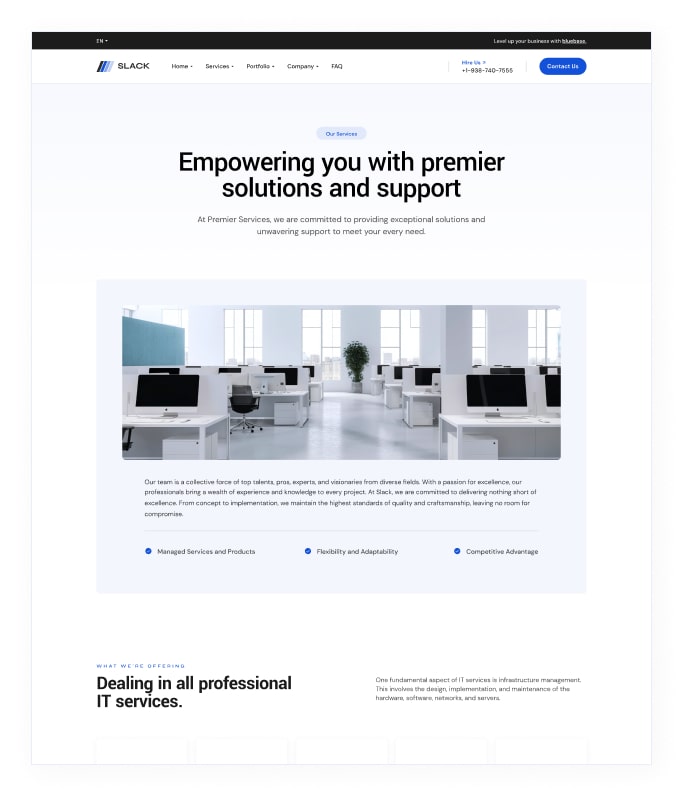 EN
Level up your business with bluebase.
SLACK
Home
Services
Portfolio
Company
FAQ
Hire Us
+1-938-740-7555
Contact Us
Our Services
Empowering you with premier
solutions and support
At Premier Services, we are committed to providing exceptional solutions and
unwavering support to meet your every need.
Our team is a collective force of top talents, pros, experts, and visionaries from diverse fields. With a passion for excellence, our
professionals bring a wealth of experience and knowledge to every project. At Slack, we are committed to delivering nothing short of
excellence. From concept to implementation, we maintain the highest standards of quality and craftsmanship, leaving no room for
compromise.
Managed Services and Products
Flexibility and Adaptability
Competitive Advantage
WHAT WE'RE OFFERING
Dealing in all professional
IT services.
One fundamental aspect of IT services is infrastructure management.
This involves the design, implementation, and maintenance of the
hardware, software, networks, and servers.